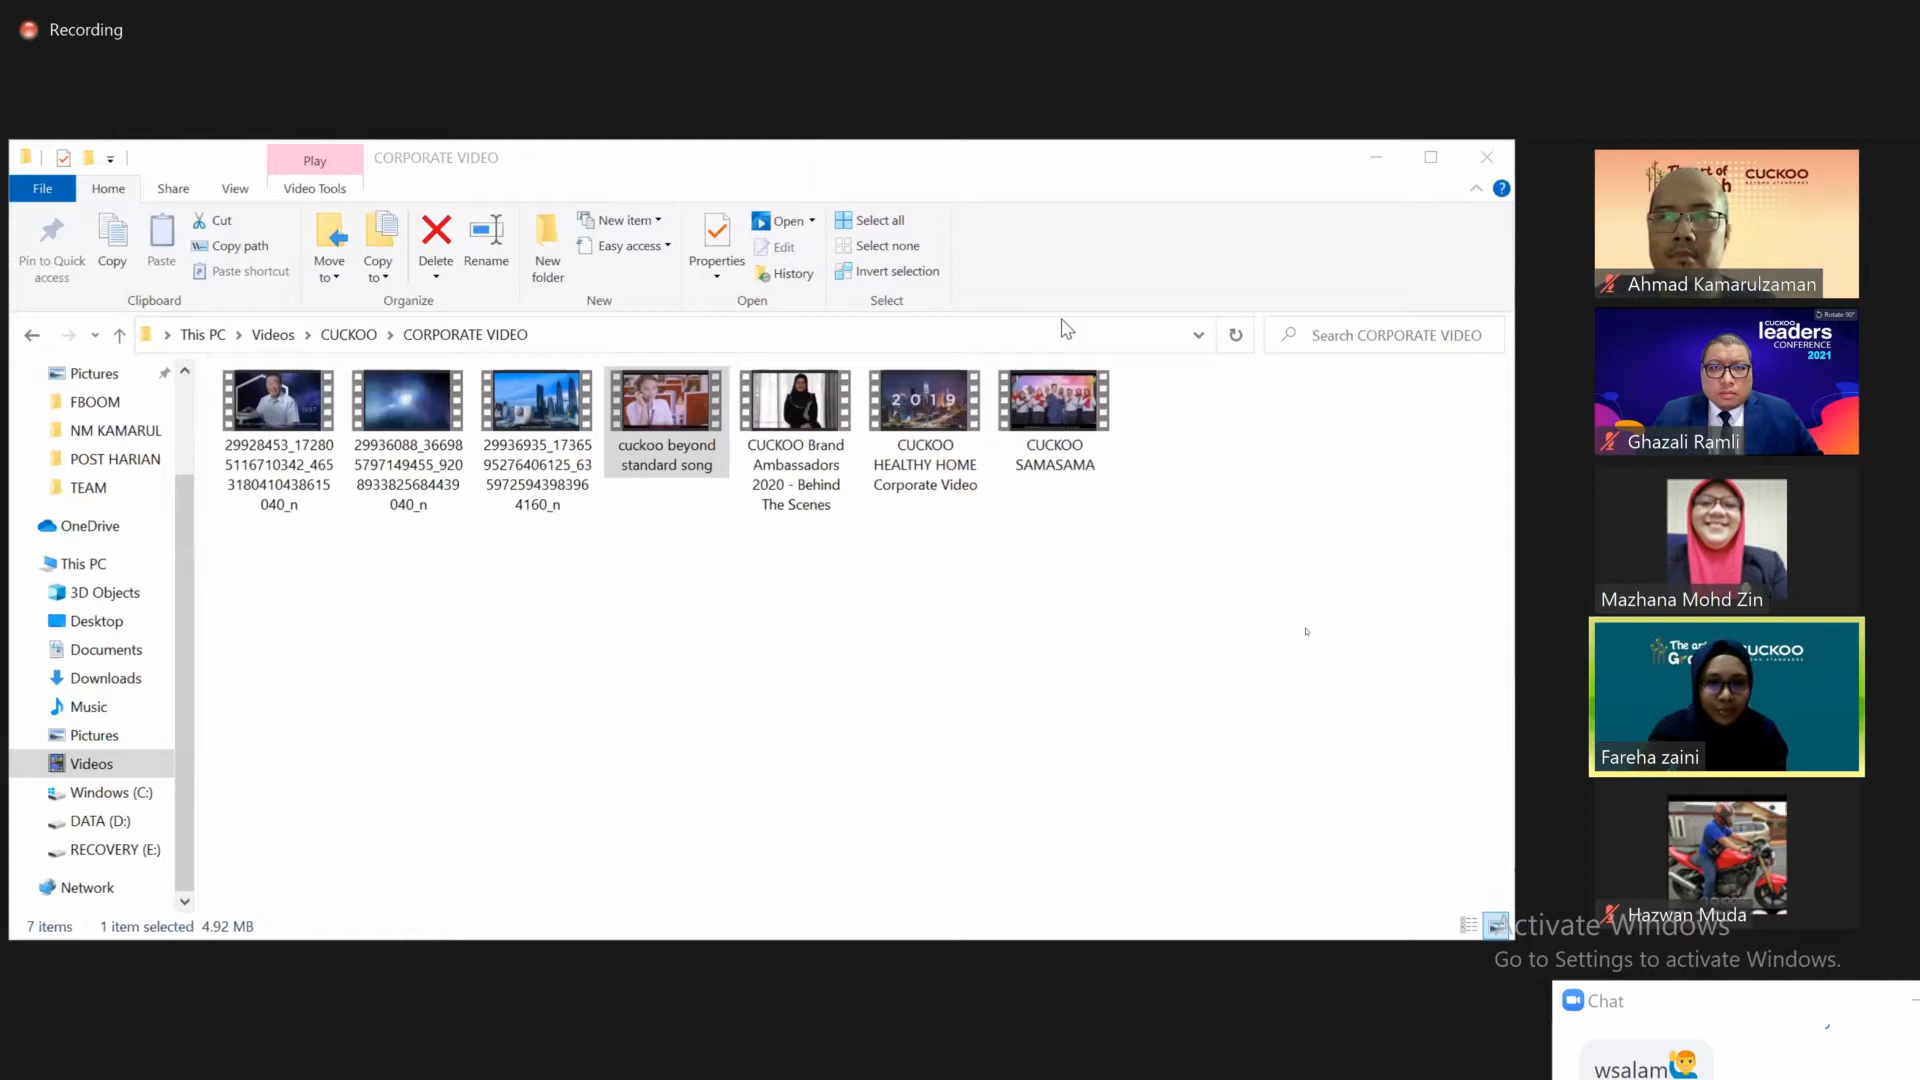 Recording
Play
CORPORATE VIDEO
File
Home
Share
View
Video Tools
Pin to Quick
access
Copy
Paste
Cut
Copy path
Paste shortcut
Clipboard
Move
to
Copy
to
Delete
Rename
Organize
New
folder
New item
Easy access
New
Properties
Open
Edit
History
Open
Select all
Select none
Invert selection
Select
This PC
Videos
CUCKOO
CORPORATE VIDEO
Search CORPORATE VIDEO
Pictures
FBOOM
NM KAMARUL
POST HARIAN
TEAM
OneDrive
This PC
3D Objects
Desktop
Documents
Downloads
Music
Pictures
Videos
Windows (C:)
DATA (D:)
RECOVERY (E:)
Network
29928453_17280
5116710342_465
3180410438615
040_n
29936088_36698
5797149455_920
8933825684439
040_n
29936935_17365
95276406125_63
5972594398396
4160_n
cuckoo beyond
standard song
CUCKOO Brand
Ambassadors
2020 - Behind
The Scenes
2019
CUCKOO
HEALTHY HOME
Corporate Video
CUCKOO
SAMASAMA
7 items
1 item selected 4.92 MB
CUCKOO
Ahmad Kamarulzaman
Rotate 90°
CUCKOO
leaders
CONFERENCE
2021
Ghazali Ramli
Mazhana Mohd Zin
Fareha zaini
Hazwan Muda
Activate Windows
Go to Settings to activate Windows.
Chat
wsalam